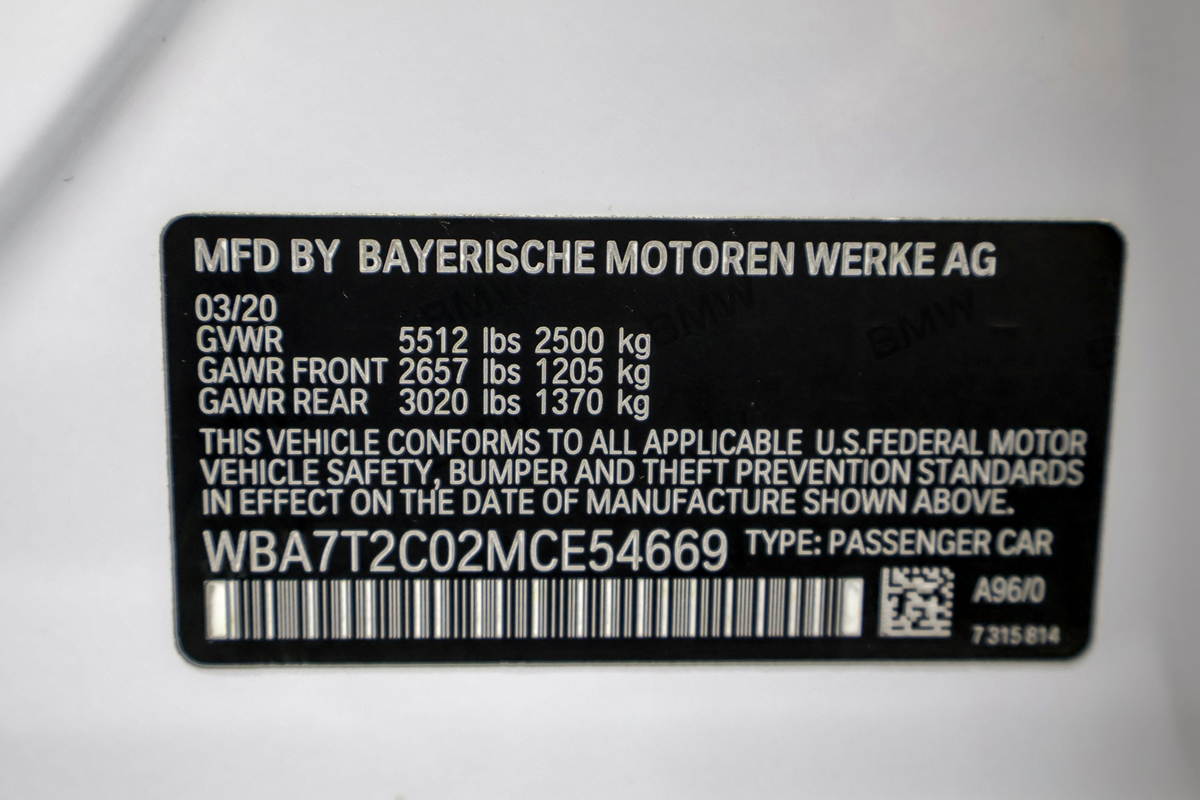 MFD BY BAYERISCHE MOTOREN WERKE AG
03/20
GVWR 5512 lbs 2500 kg
GAWR FRONT 2657 lbs 1205 kg
GAWR REAR 3020 lbs 1370 kg
THIS VEHICLE CONFORMS TO ALL APPLICABLE U.S.FEDERAL MOTOR
VEHICLE SAFETY, BUMPER AND THEFT PREVENTION STANDARDS
IN EFFECT ON THE DATE OF MANUFACTURE SHOWN ABOVE.
WBA7T2C02MCE54669 TYPE: PASSENGER CAR
A96/0
7 315 814
BMW
BMW
BMW